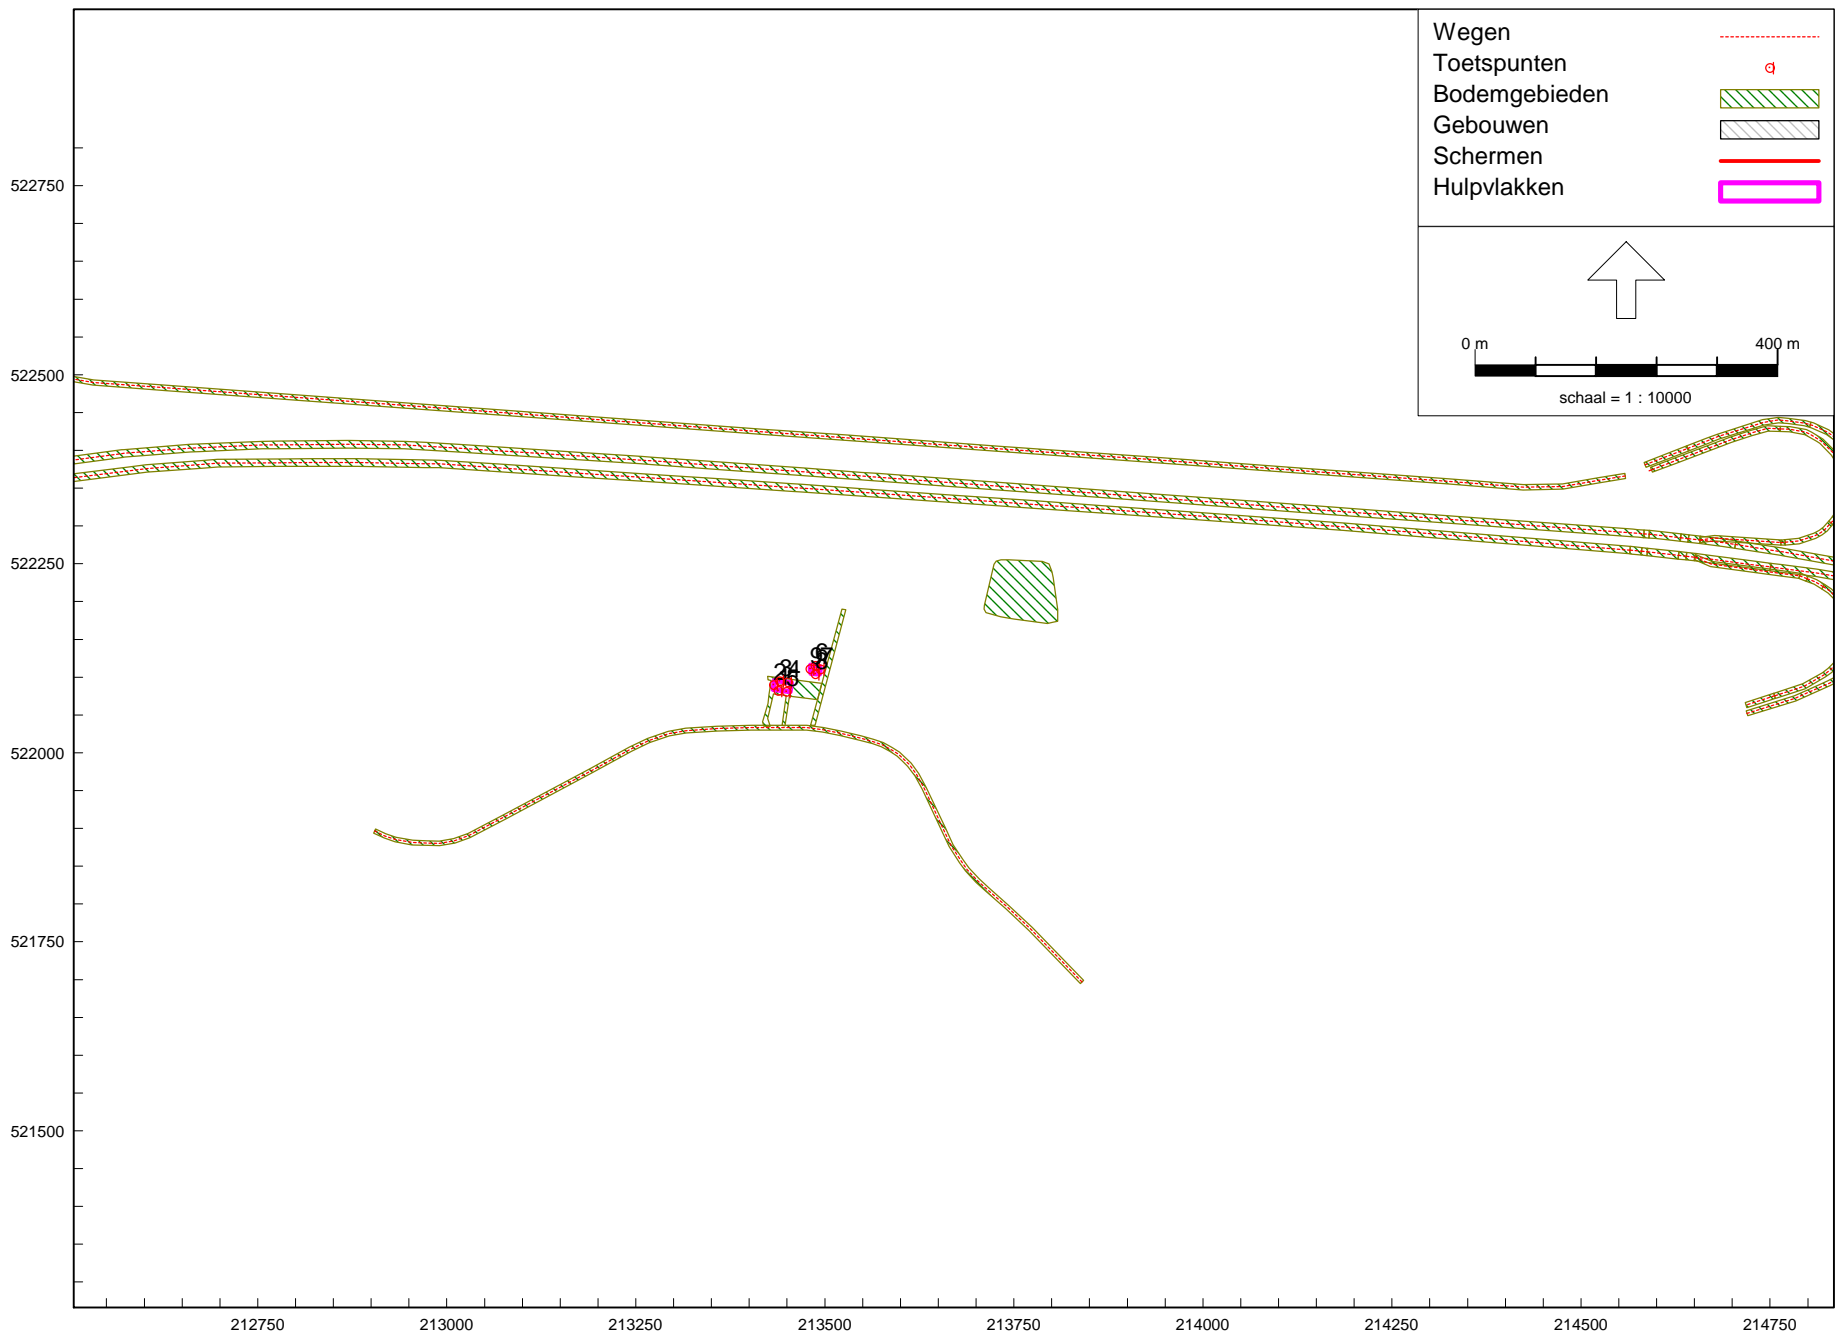 Wegen
Toetspunten
Bodemgebieden
Gebouwen
Schermen
Hulpvlakken
0 m 400 m
schaal = 1 : 10000
522750
522500
522250
522000
521750
521500
212750 213000 213250 213500 213750 214000 214250 214500 214750